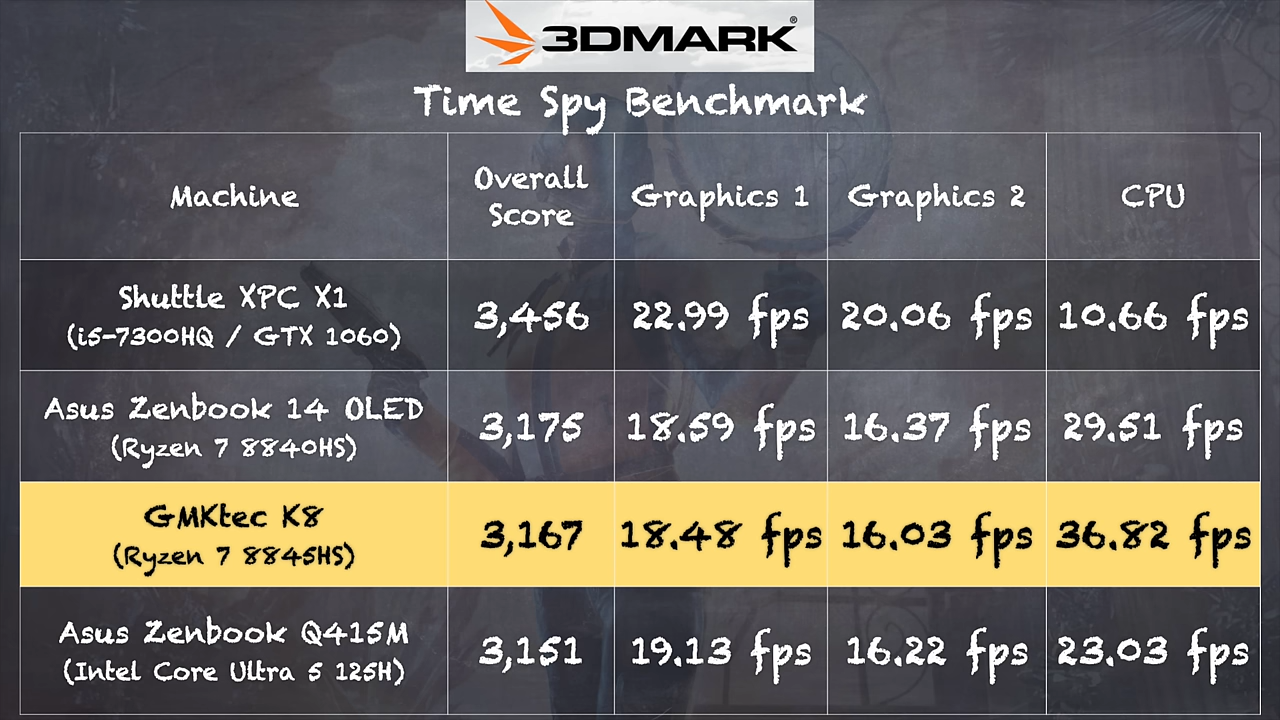 3DMARK®
Time Spy Benchmark
Machine
Overall
Score
Graphics 1
Graphics 2
CPU
Shuttle XPC X1
(i5-7300HQ / GTX 1060)
3,456
22.99 fps
20.06 fps
10.66 fps
Asus Zenbook 14 OLED
(Ryzen 7 8840HS)
3,175
18.59 fps
16.37 fps
29.51 fps
GMKtec K8
(Ryzen 7 8845HS)
3,167
18.48 fps
16.03 fps
36.82 fps
Asus Zenbook Q415M
(Intel Core Ultra 5 125H)
3,151
19.13 fps
16.22 fps
23.03 fps